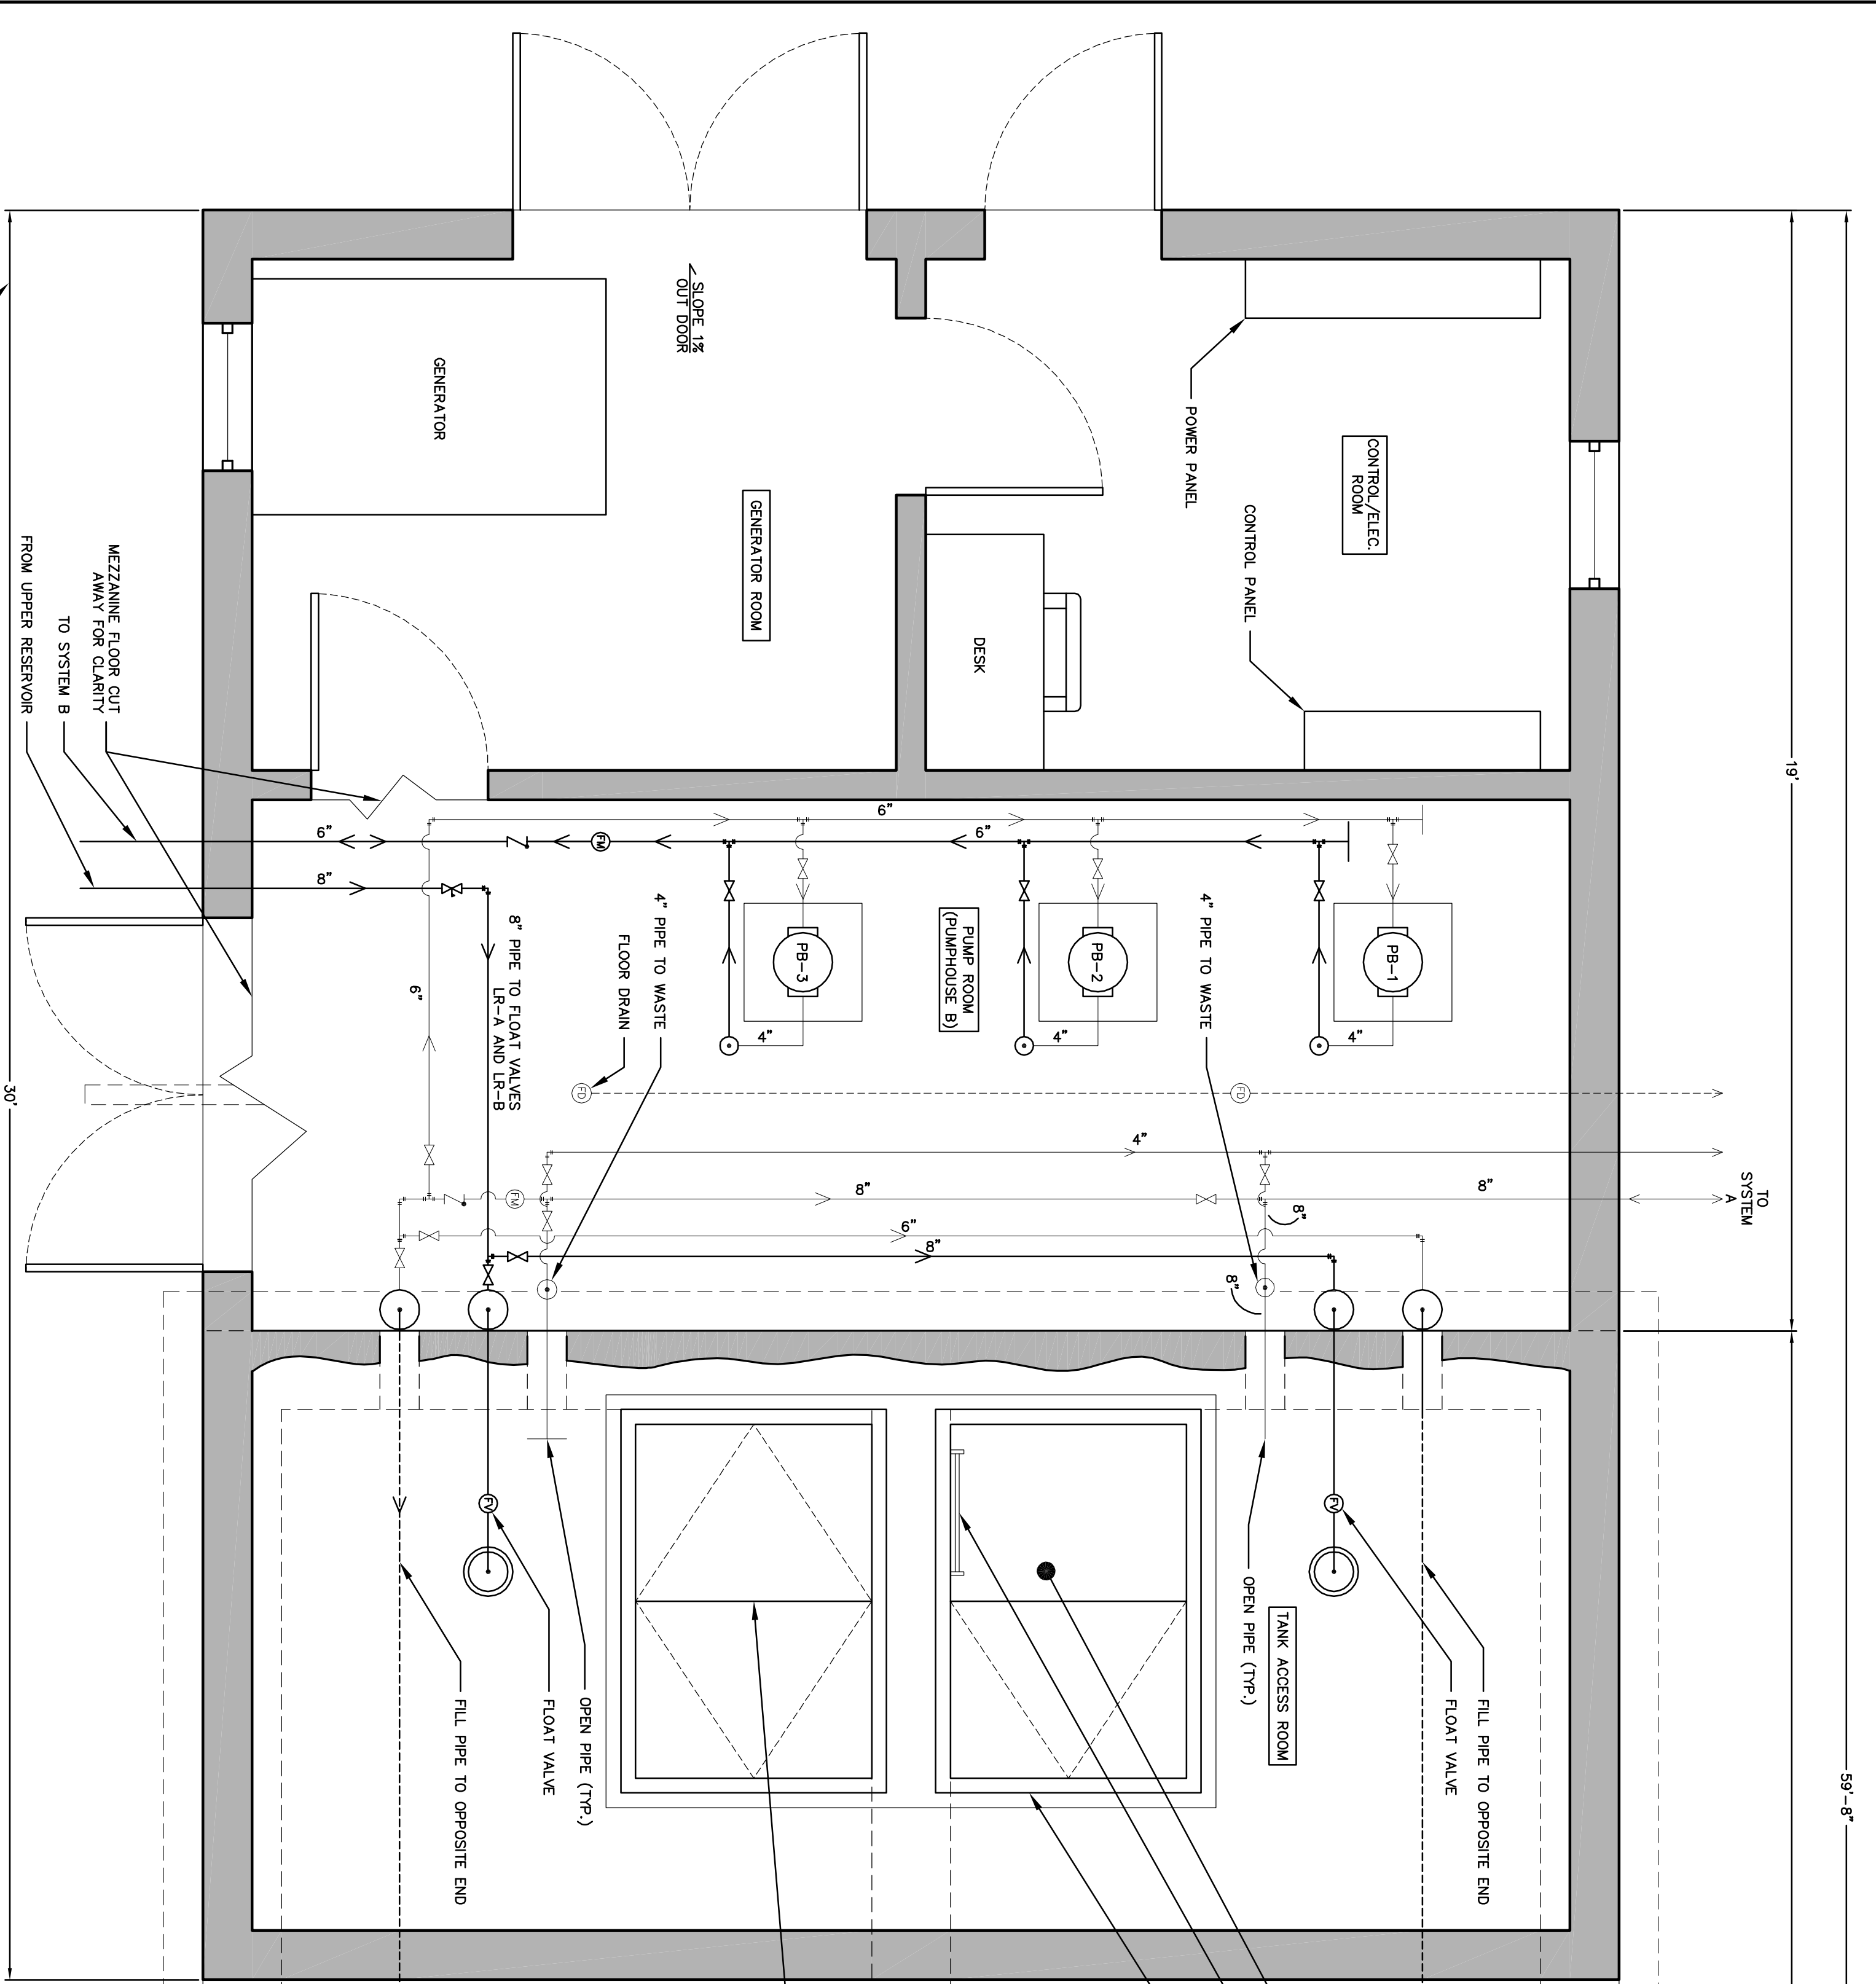 SLOPE 1%
OUT DOOR
GENERATOR
GENERATOR ROOM
POWER PANEL
CONTROL/ELEC.
ROOM
CONTROL PANEL
DESK
19'
59'-8"
30'
MEZZANINE FLOOR CUT
AWAY FOR CLARITY
TO SYSTEM B
FROM UPPER RESERVOIR
6"
6"
6"
FM
8"
PB-3
PB-2
PB-1
4"
4"
4"
PUMP ROOM
(PUMPHOUSE B)
4" PIPE TO WASTE
4" PIPE TO WASTE
FLOOR DRAIN
8" PIPE TO FLOAT VALVES
LR-A AND LR-B
6"
FD
FD
4"
FM
8"
8"
8"
6"
8"
8"
TO
SYSTEM
A
FV
FV
OPEN PIPE (TYP.)
TANK ACCESS ROOM
FILL PIPE TO OPPOSITE END
FLOAT VALVE
OPEN PIPE (TYP.)
FLOAT VALVE
FILL PIPE TO OPPOSITE END